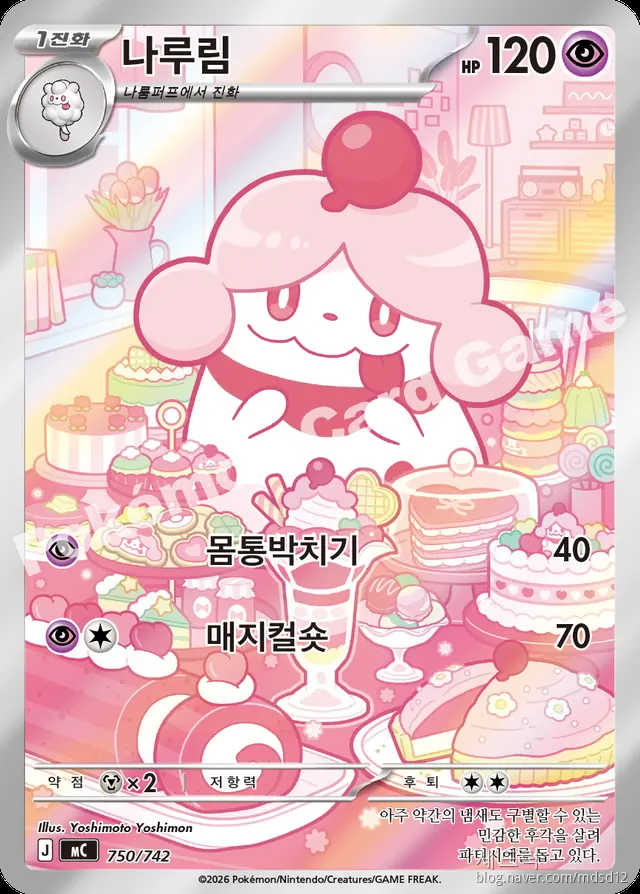 1진화
나루림
HP 120
나룸퍼프에서 진화
Pokémon Card Game
몸통박치기 40
매지컬숏 70
약점 ×2 저항력 후퇴
아주 약간의 냄새도 구별할 수 있는
민감한 후각을 살려
파티시에를 돕고 있다.
Illus. Yoshimoto Yoshimon
J MC 750/742
©2026 Pokémon/Nintendo/Creatures/GAME FREAK.
blog.naver.com/mdsd12